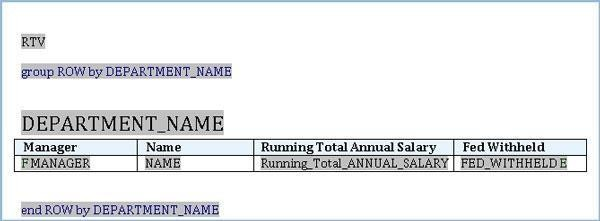 RTV
group ROW by DEPARTMENT_NAME
DEPARTMENT_NAME
Manager Name Running Total Annual Salary Fed Withheld
F MANAGER NAME Running_Total_ANNUAL_SALARY FED_WITHHELD E
end ROW by DEPARTMENT_NAME